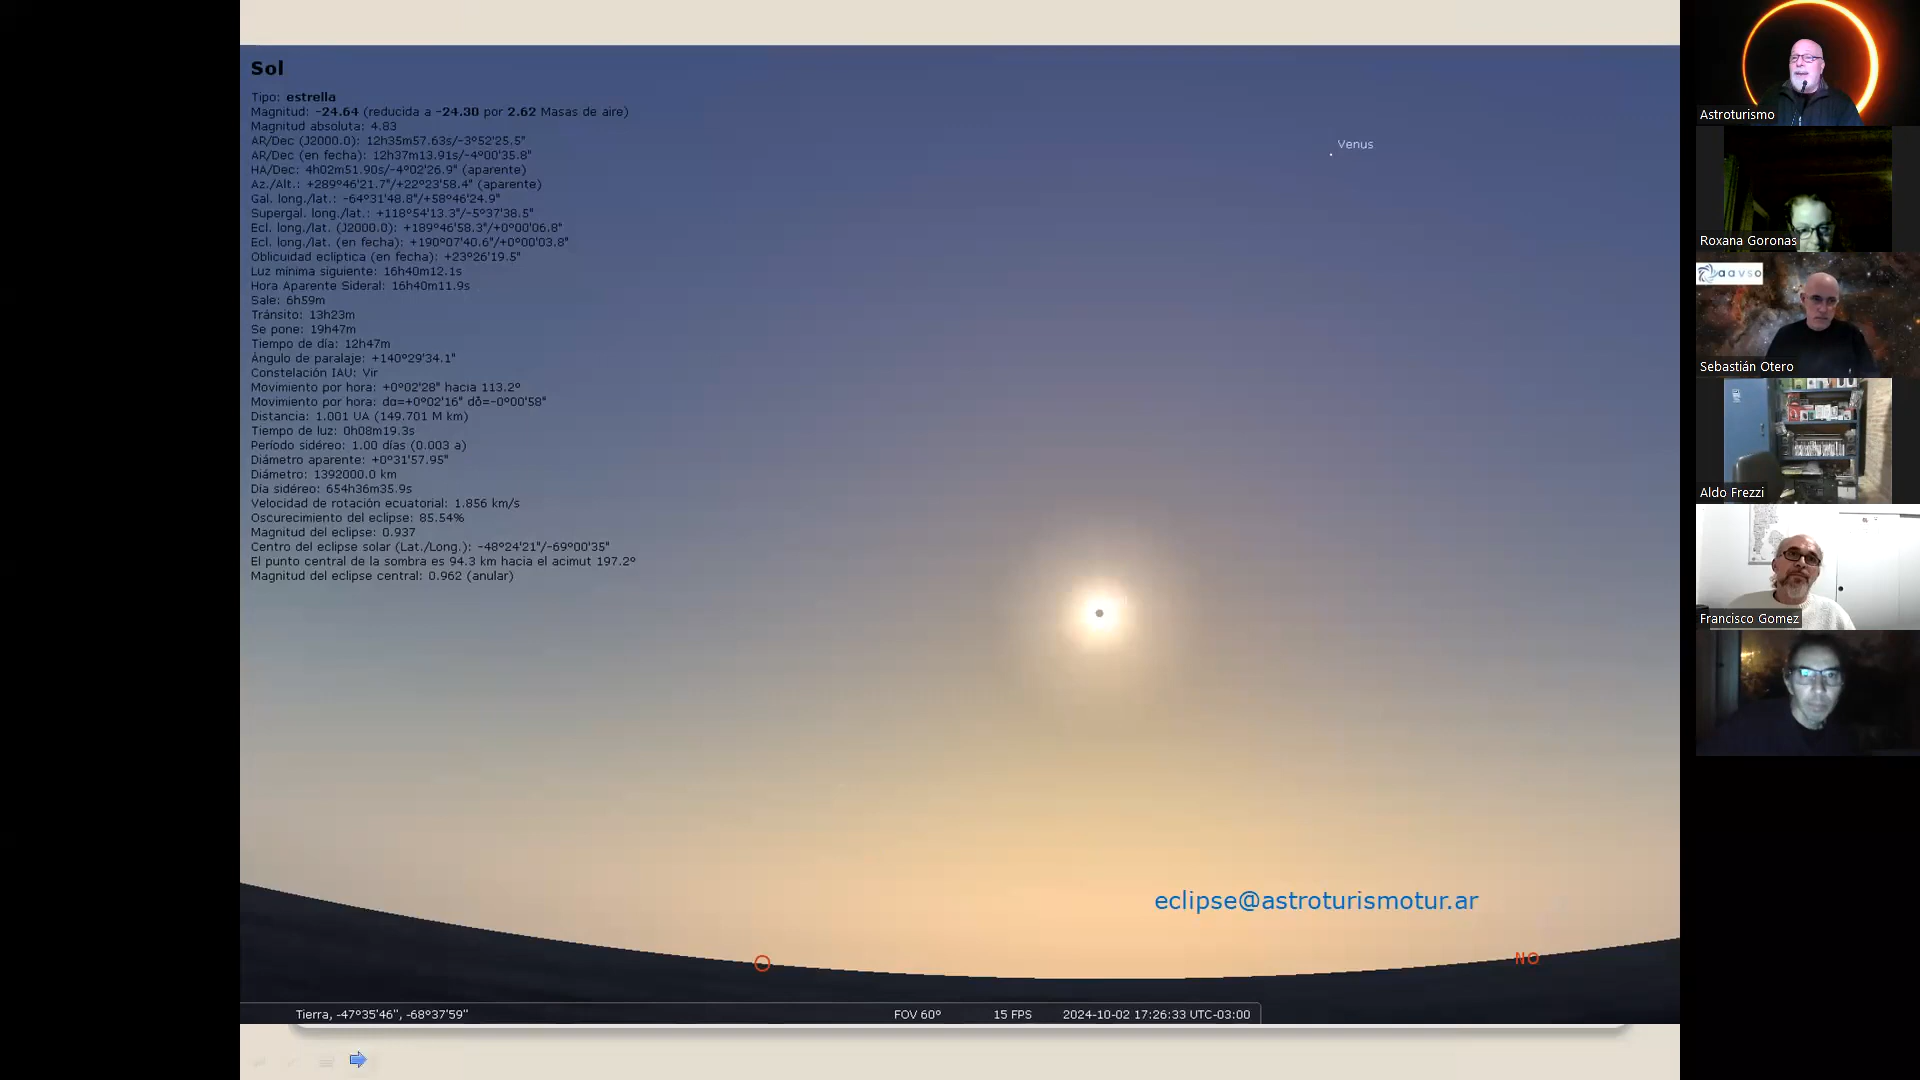 Sol
Tipo: estrella
Magnitud: -24.64 (reducida a -24.30 por 2.62 Masas de aire)
Magnitud absoluta: 4.83
AR/Dec (J2000.0): 12h35m57.63s/-3°52'25.5"
AR/Dec (en fecha): 12h37m13.91s/-4°00'35.8"
HA/Dec: 4h02m51.90s/-4°02'26.9" (aparente)
Az./Alt.: +289°46'21.7"/+22°23'58.4" (aparente)
Gal. long./lat.: -64°31'48.8"/+58°46'24.9"
Supergal. long./lat.: +118°54'13.3"/-5°37'38.5"
Ecl. long./lat. (J2000.0): +189°46'58.3"/+0°00'06.8"
Ecl. long./lat. (en fecha): +190°07'40.6"/+0°00'03.8"
Oblicuidad eclíptica (en fecha): +23°26'19.5"
Luz mínima siguiente: 16h40m12.1s
Hora Aparente Sideral: 16h40m11.9s
Sale: 6h59m
Tránsito: 13h23m
Se pone: 19h47m
Tiempo de día: 12h47m
Ángulo de paralaje: +140°29'34.1"
Constelación IAU: Vir
Movimiento por hora: +0°02'28" hacia 113.2°
Movimiento por hora: dα=+0°02'16" dδ=-0°00'58"
Distancia: 1.001 UA (149.701 M km)
Tiempo de luz: 0h08m19.3s
Período sidéreo: 1.00 días (0.003 a)
Diámetro aparente: +0°31'57.95"
Diámetro: 1392000.0 km
Día sidéreo: 654h36m35.9s
Velocidad de rotación ecuatorial: 1.856 km/s
Oscurecimiento del eclipse: 85.54%
Magnitud del eclipse: 0.937
Centro del eclipse solar (Lat./Long.): -48°24'21"/-69°00'35"
El punto central de la sombra es 94.3 km hacia el acimut 197.2°
Magnitud del eclipse central: 0.962 (anular)
Venus
eclipse@astroturismotur.ar
O
NO
Tierra, -47°35'46", -68°37'59"
FOV 60°
15 FPS
2024-10-02 17:26:33 UTC-03:00
Astroturismo
Roxana Goronas
aavso
Sebastián Otero
Aldo Frezzi
Francisco Gomez